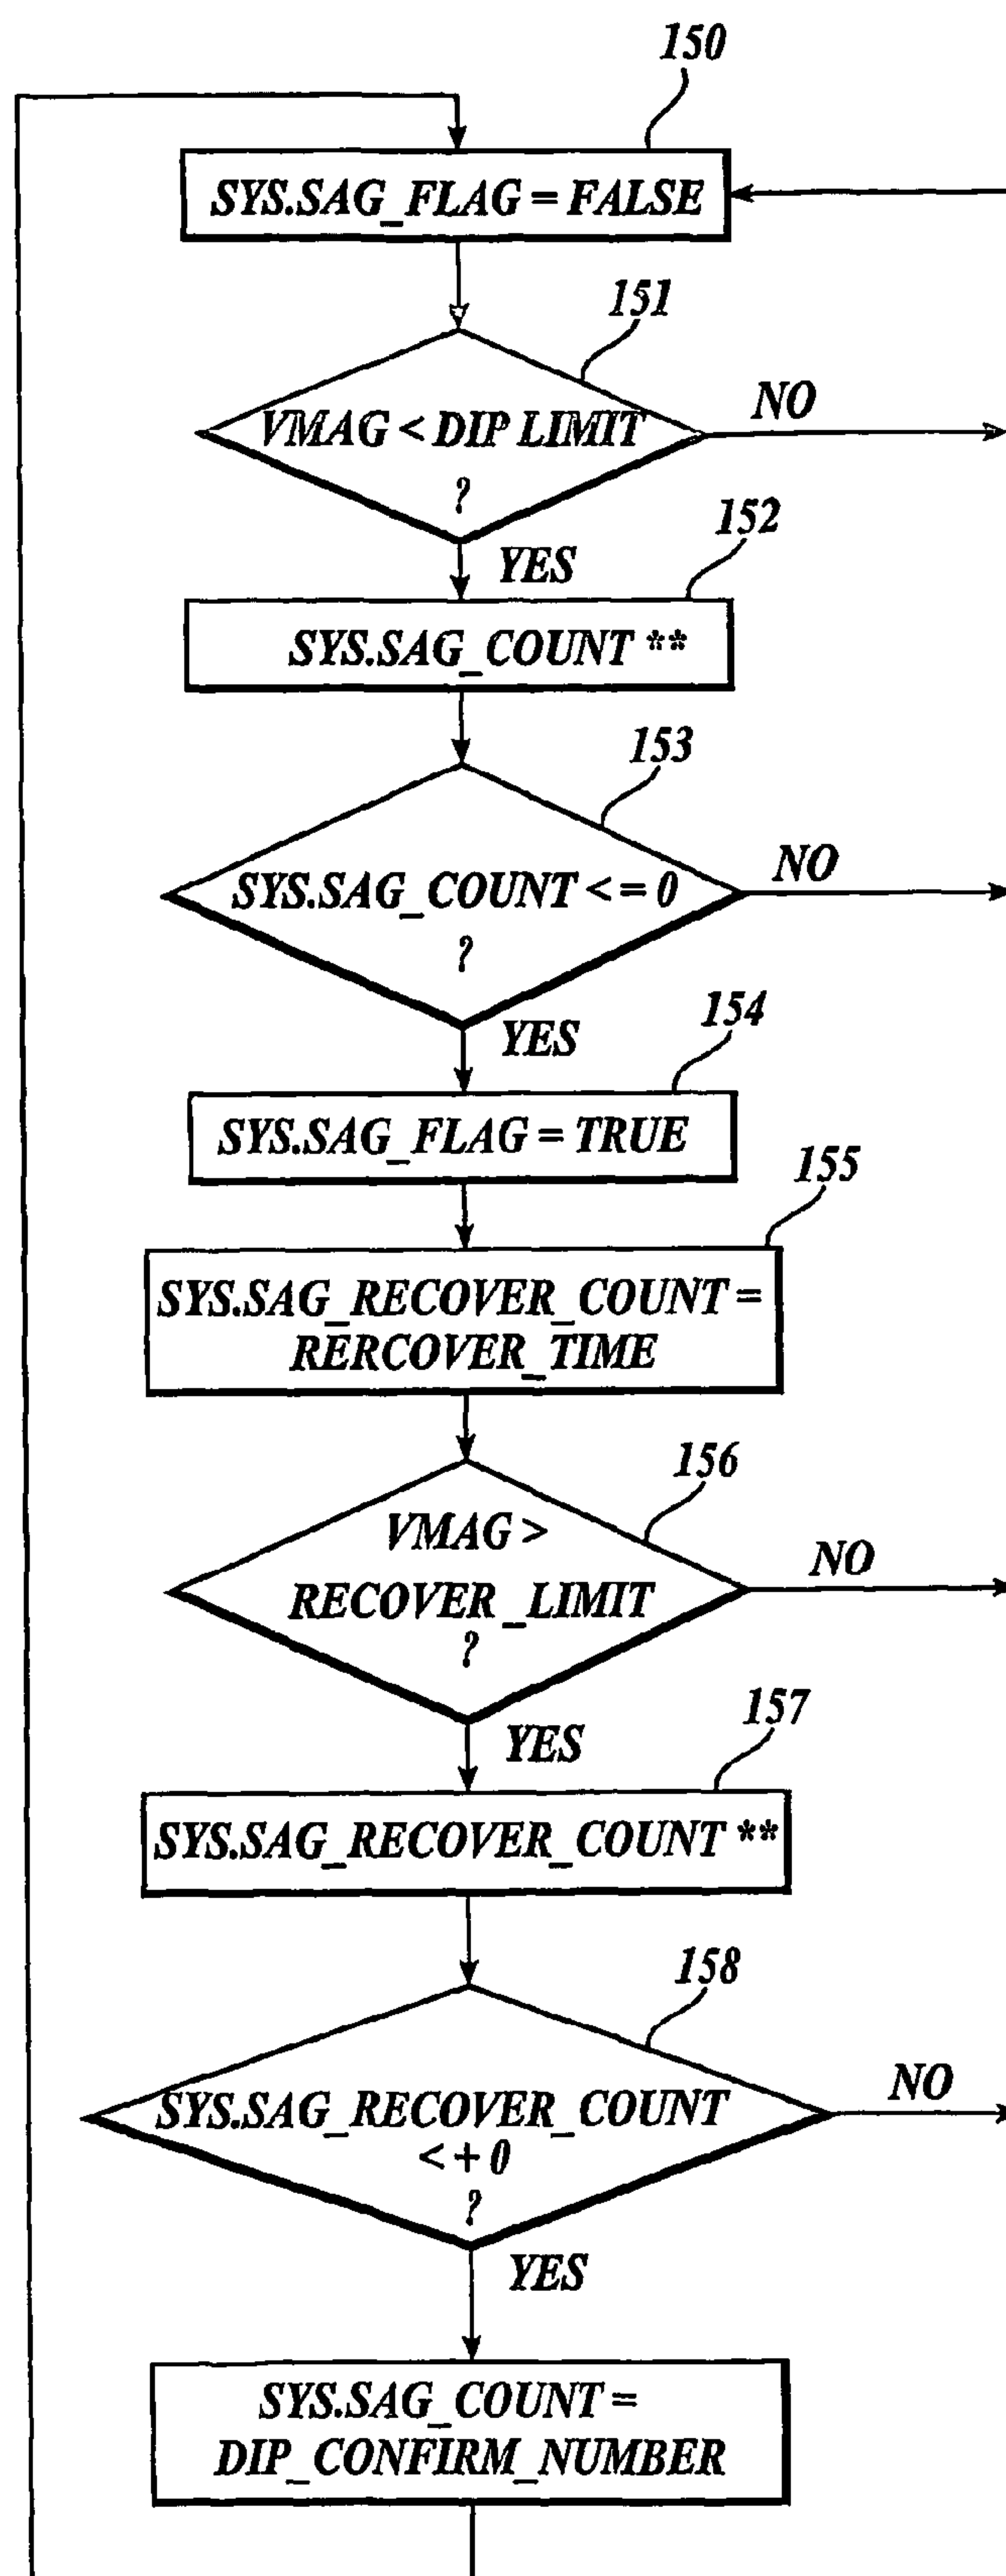 150
SYS.SAG_FLAG = FALSE
151
VMAG < DIP LIMIT
?
NO
YES
152
SYS.SAG_COUNT **
153
SYS.SAG_COUNT < = 0
?
NO
YES
154
SYS.SAG_FLAG = TRUE
155
SYS.SAG_RECOVER_COUNT =
RERCOVER_TIME
156
VMAG >
RECOVER_LIMIT
?
NO
YES
157
SYS.SAG_RECOVER_COUNT **
158
SYS.SAG_RECOVER_COUNT
< + 0
?
NO
YES
SYS.SAG_COUNT =
DIP_CONFIRM_NUMBER